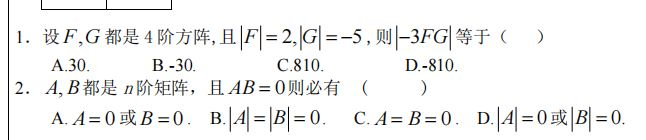 1. 设F,G都是4阶方阵,且|F|=2,|G|=-5,则|-3FG|等于（ ）
A.30. B.-30. C.810. D.-810.
2. A,B都是n阶矩阵，且AB=0则必有 （ ）
A. A=0或B=0. B.|A|=|B|=0. C. A=B=0. D.|A|=0或|B|=0.